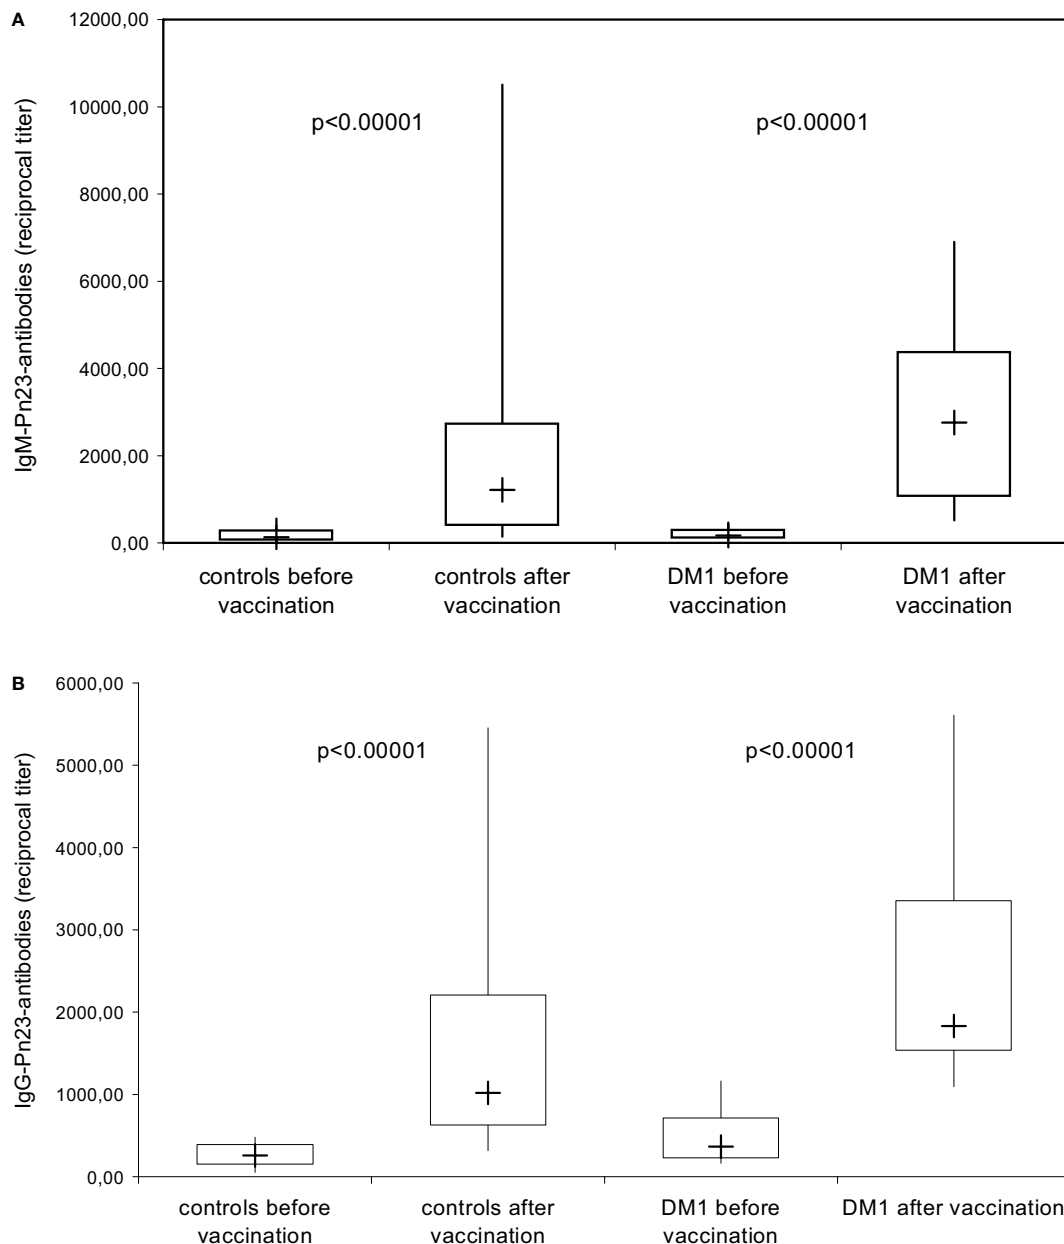 A
12000,00
10000,00
8000,00
6000,00
4000,00
2000,00
0,00
IgM-Pn23-antibodies (reciprocal titer)
p<0.00001
p<0.00001
controls before
vaccination
controls after
vaccination
DM1 before
vaccination
DM1 after
vaccination
B
6000,00
5000,00
4000,00
3000,00
2000,00
1000,00
0,00
IgG-Pn23-antibodies (reciprocal titer)
p<0.00001
p<0.00001
controls before
vaccination
controls after
vaccination
DM1 before
vaccination
DM1 after vaccination